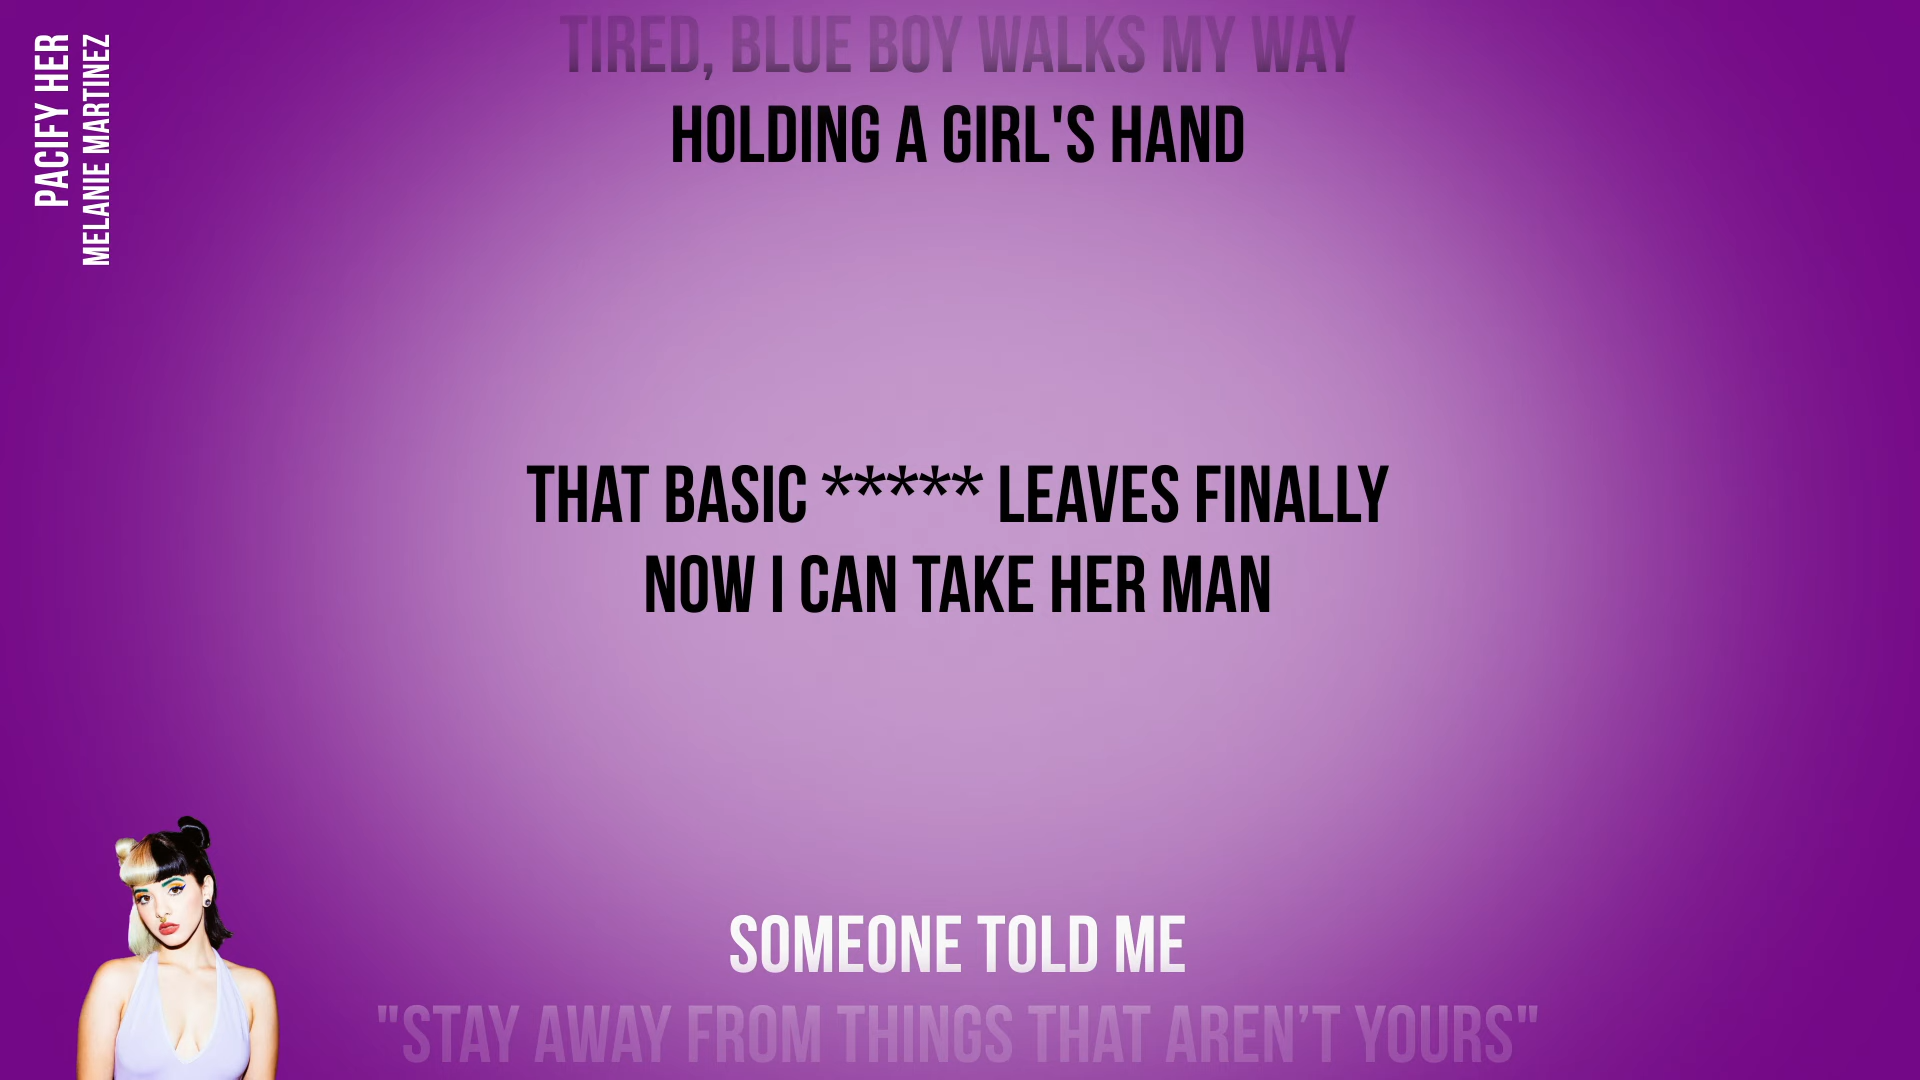 PACIFY HER
MELANIE MARTINEZ
TIRED, BLUE BOY WALKS MY WAY
HOLDING A GIRL'S HAND
THAT BASIC ***** LEAVES FINALLY
NOW I CAN TAKE HER MAN
SOMEONE TOLD ME
"STAY AWAY FROM THINGS THAT AREN’T YOURS"